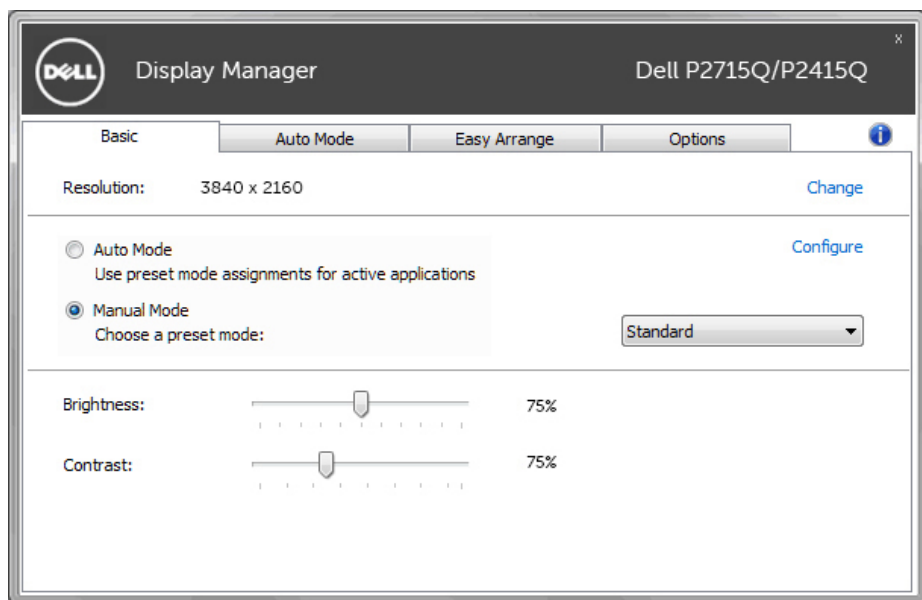 DELL
Display Manager
Dell P2715Q/P2415Q
x
Basic
Auto Mode
Easy Arrange
Options
i
Resolution: 3840 x 2160 Change
Auto Mode Configure
Use preset mode assignments for active applications
Manual Mode
Choose a preset mode: Standard
Brightness: 75%
Contrast: 75%